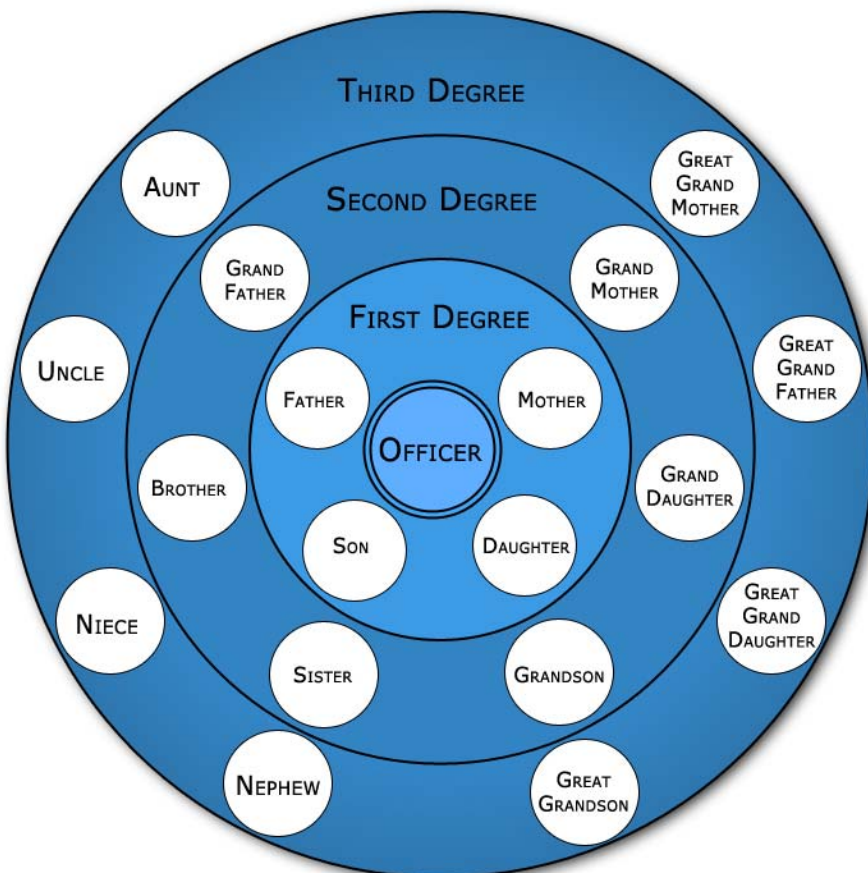 Third Degree
Aunt
Great
Grand
Mother
Second Degree
Grand
Father
Grand
Mother
First Degree
Uncle
Great
Grand
Father
Father
Mother
Officer
Brother
Grand
Daughter
Son
Daughter
Niece
Great
Grand
Daughter
Sister
Grandson
Nephew
Great
Grandson